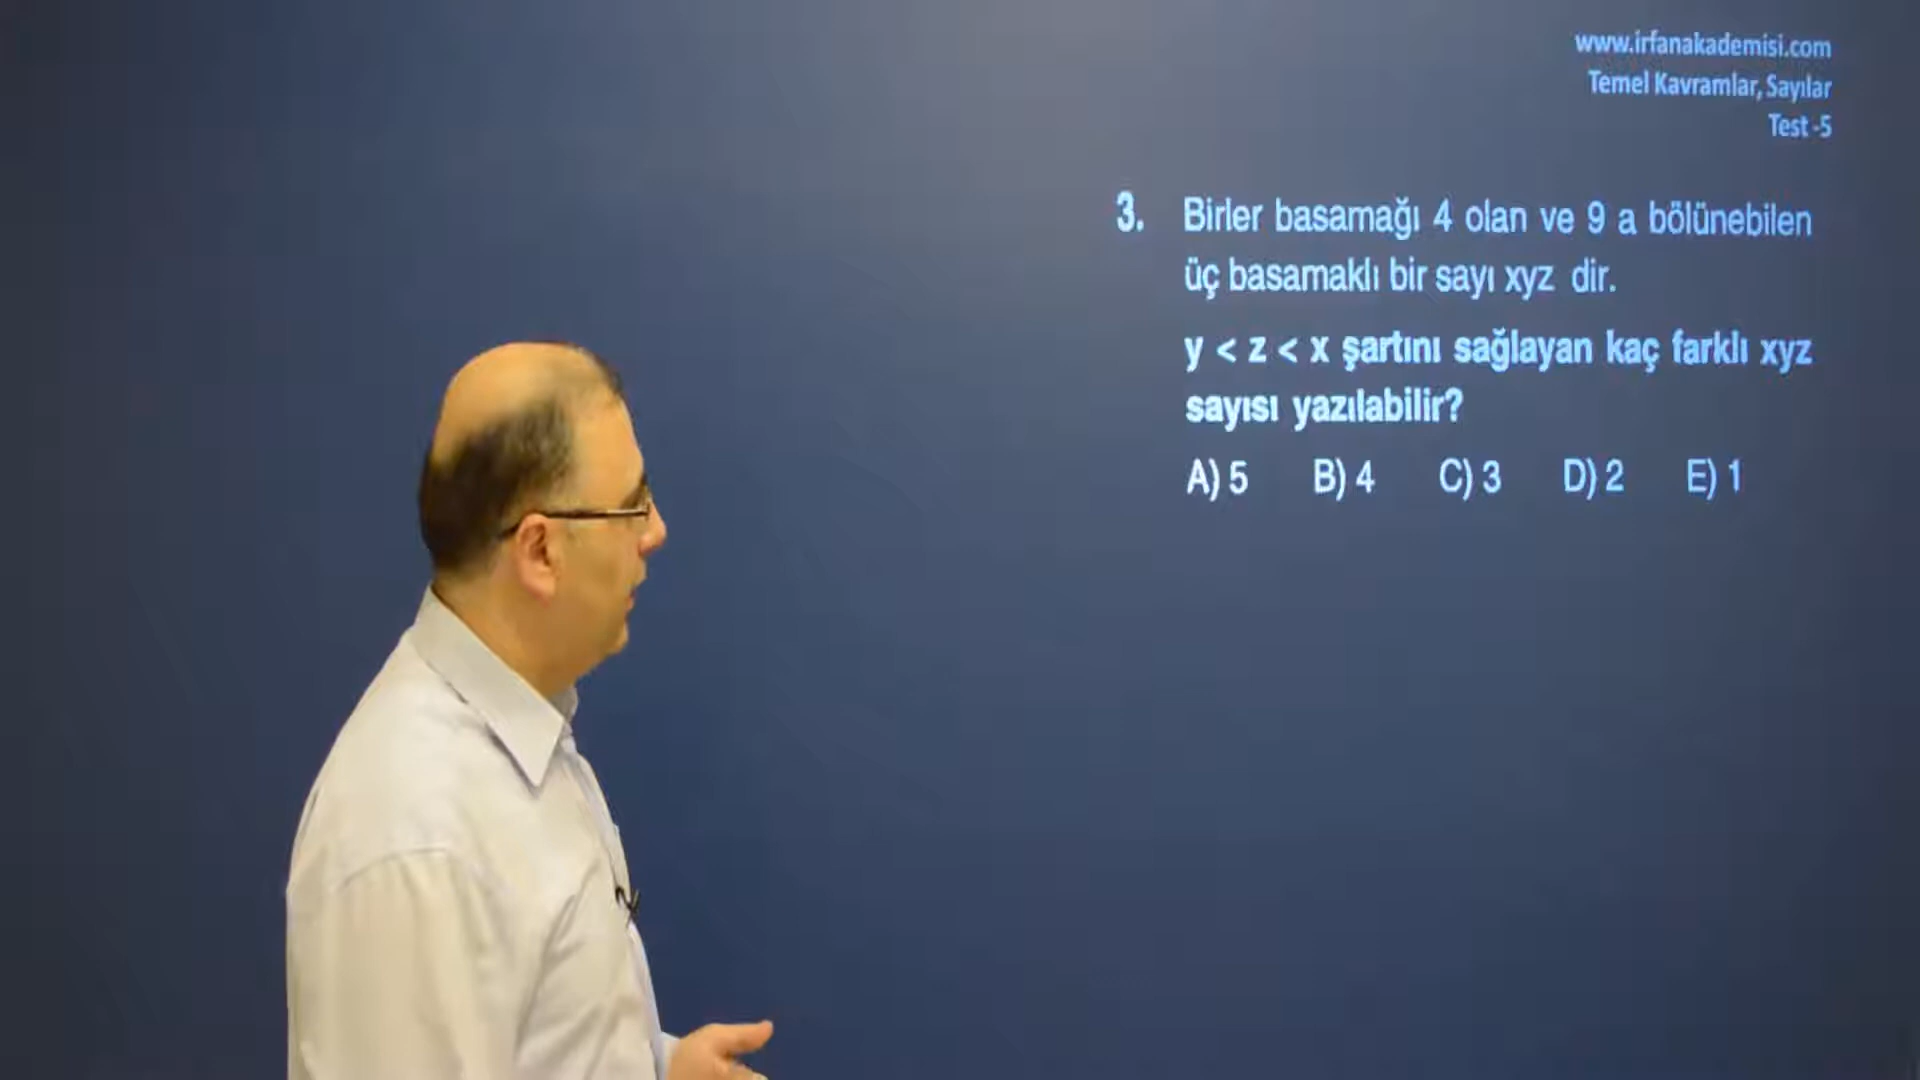 www.irfanakademisi.com
Temel Kavramlar, Sayılar
Test -5
3. Birler basamağı 4 olan ve 9 a bölünebilen
üç basamaklı bir sayı xyz dir.
y < z < x şartını sağlayan kaç farklı xyz
sayısı yazılabilir?
A) 5 B) 4 C) 3 D) 2 E) 1